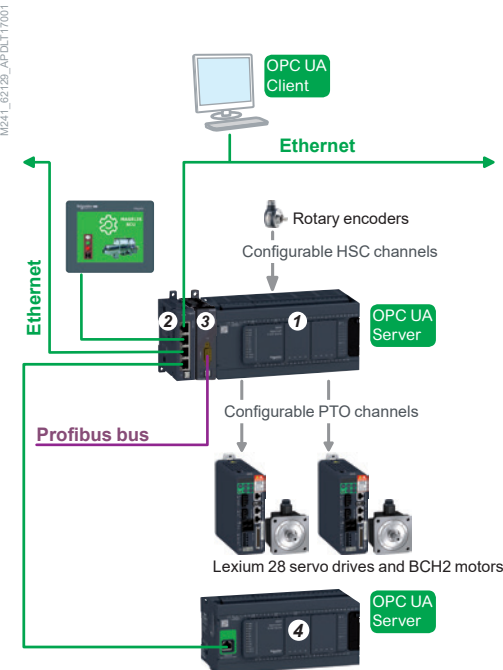 M241_62129_APDLT17001
OPC UA
Client
Ethernet
Rotary encoders
Configurable HSC channels
Ethernet
2
3
1
OPC UA
Server
Configurable PTO channels
Profibus bus
Lexium 28 servo drives and BCH2 motors
OPC UA
Server
4